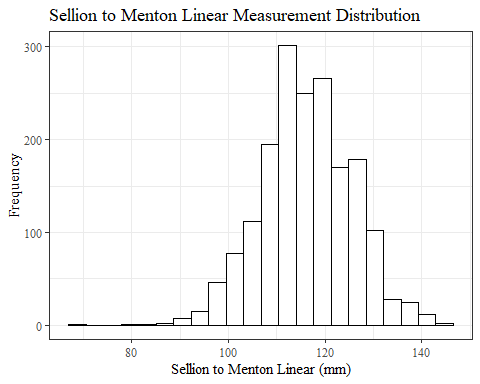 Sellion to Menton Linear Measurement Distribution
300
200
100
0
Frequency
80 100 120 140
Sellion to Menton Linear (mm)